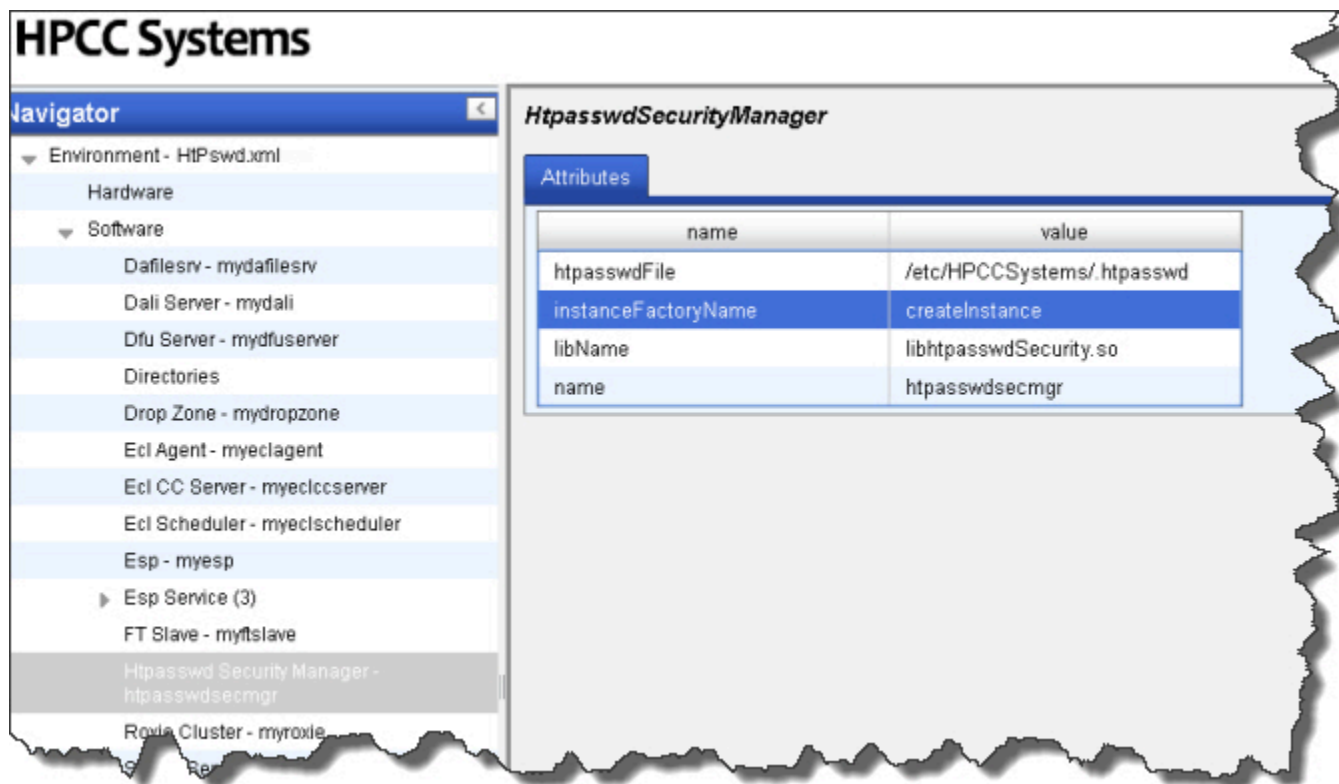 HPCC Systems
Navigator
Environment - HtPswd.xml
Hardware
Software
Dafilesrv - mydafilesrv
Dali Server - mydali
Dfu Server - mydfuserver
Directories
Drop Zone - mydropzone
Ecl Agent - myeclagent
Ecl CC Server - myeclccserver
Ecl Scheduler - myeclscheduler
Esp - myesp
Esp Service (3)
FT Slave - myftslave
Htpasswd Security Manager -
htpasswdsecmgr
Roxie Cluster - myroxie
HtpasswdSecurityManager
Attributes
name value
htpasswdFile /etc/HPCCSystems/.htpasswd
instanceFactoryName createInstance
libName libhtpasswdSecurity.so
name htpasswdsecmgr